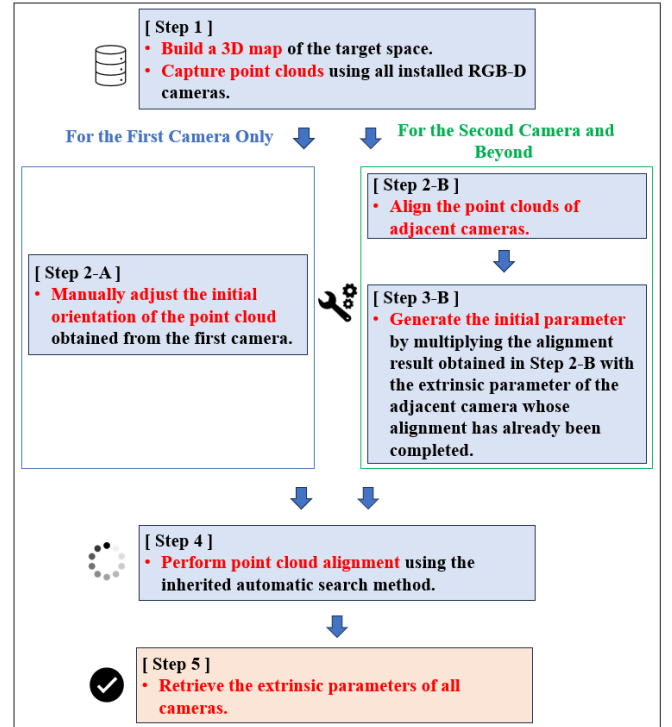 [ Step 1 ]
• Build a 3D map of the target space.
• Capture point clouds using all installed RGB-D
cameras.
For the First Camera Only
For the Second Camera and
Beyond
[ Step 2-A ]
• Manually adjust the initial
orientation of the point cloud
obtained from the first camera.
[ Step 2-B ]
• Align the point clouds of
adjacent cameras.
[ Step 3-B ]
• Generate the initial parameter
by multiplying the alignment
result obtained in Step 2-B with
the extrinsic parameter of the
adjacent camera whose
alignment has already been
completed.
[ Step 4 ]
• Perform point cloud alignment using the
inherited automatic search method.
[ Step 5 ]
• Retrieve the extrinsic parameters of all
cameras.